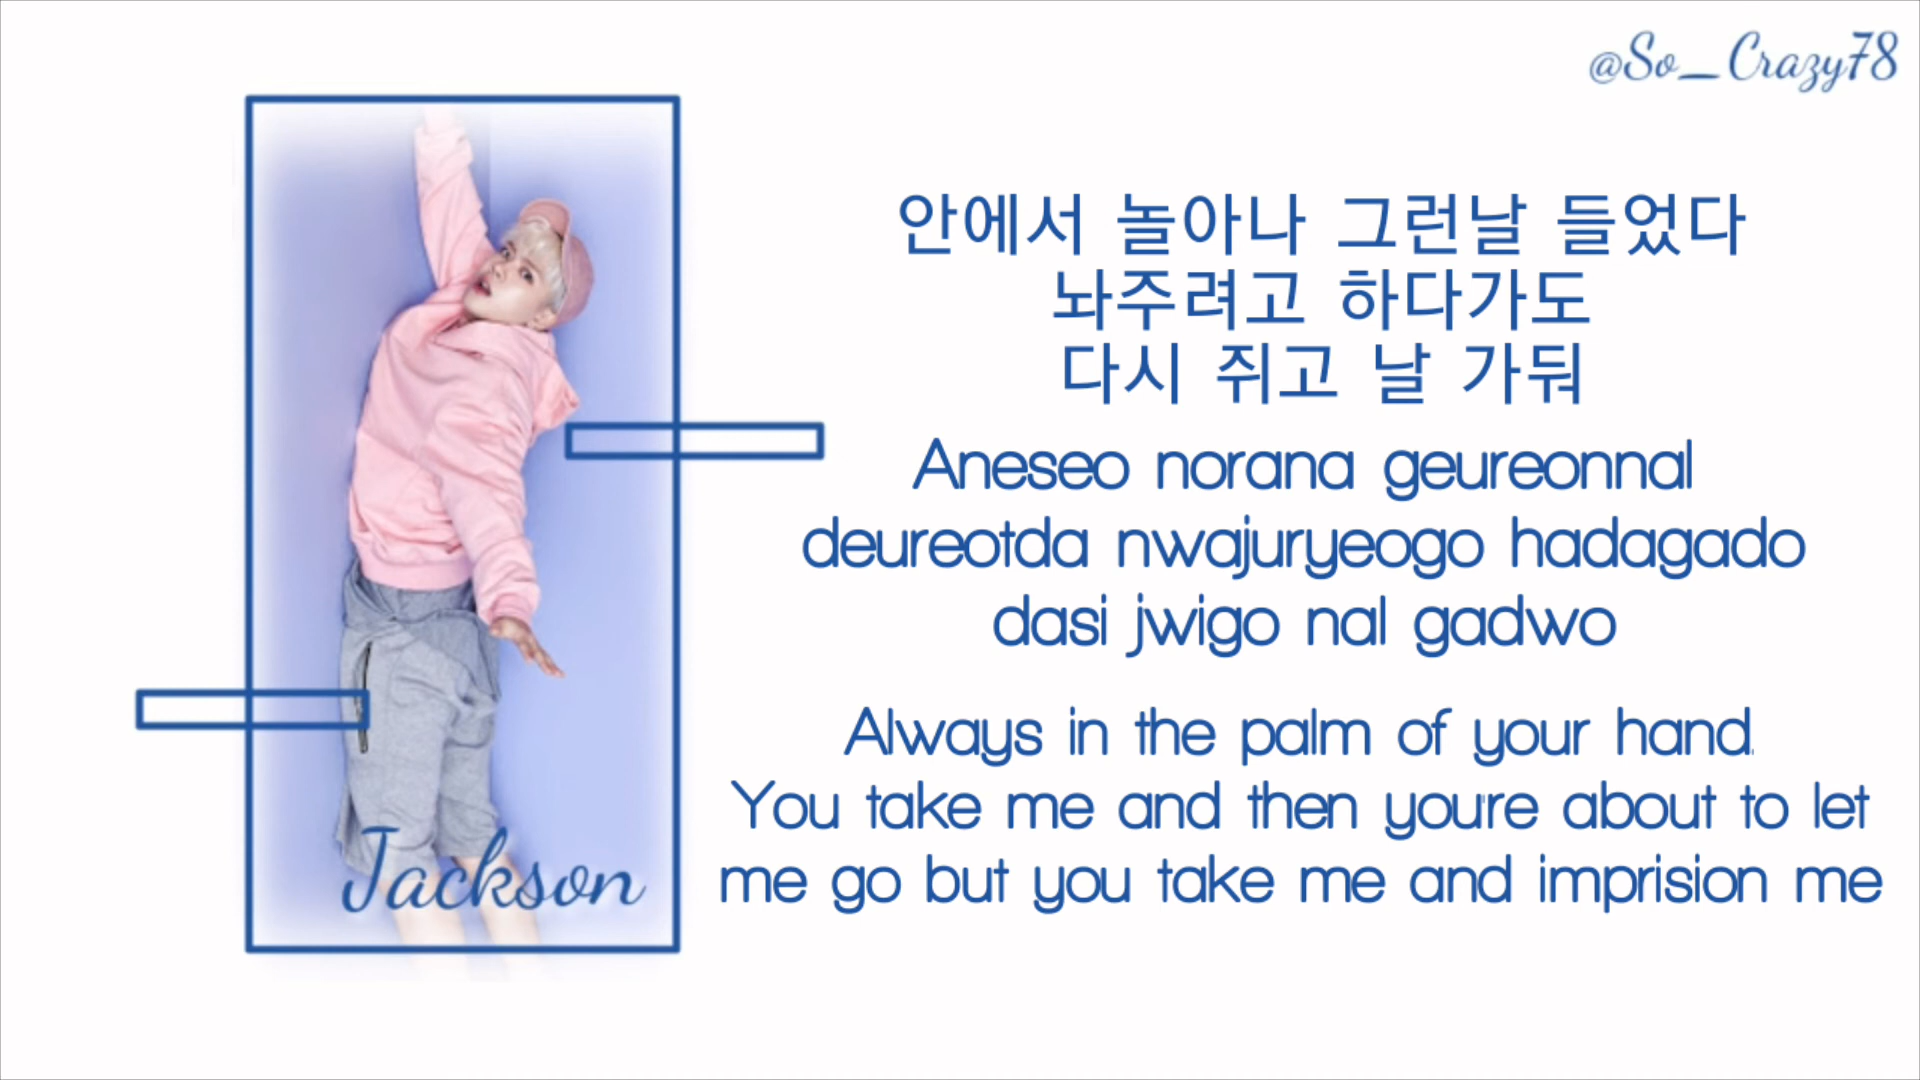 @So_Crazy78
안에서 놀아나 그런날 들었다
놔주려고 하다가도
다시 쥐고 날 가둬
Aneseo norana geureonnal
deureotda nwajuryeogo hadagado
dasi jwigo nal gadwo
Always in the palm of your hand.
You take me and then you're about to let
me go but you take me and imprision me
Jackson